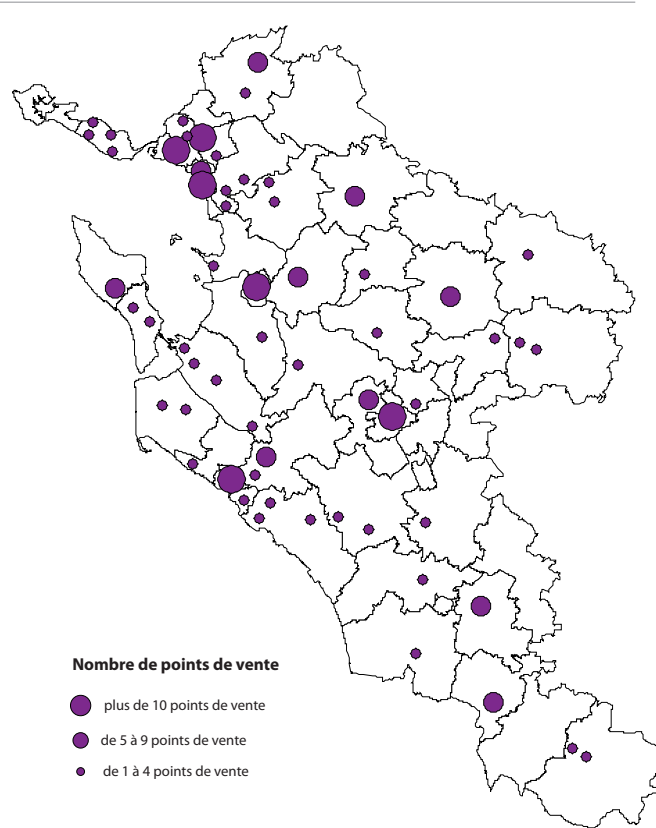 Nombre de points de vente
plus de 10 points de vente
de 5 à 9 points de vente
de 1 à 4 points de vente